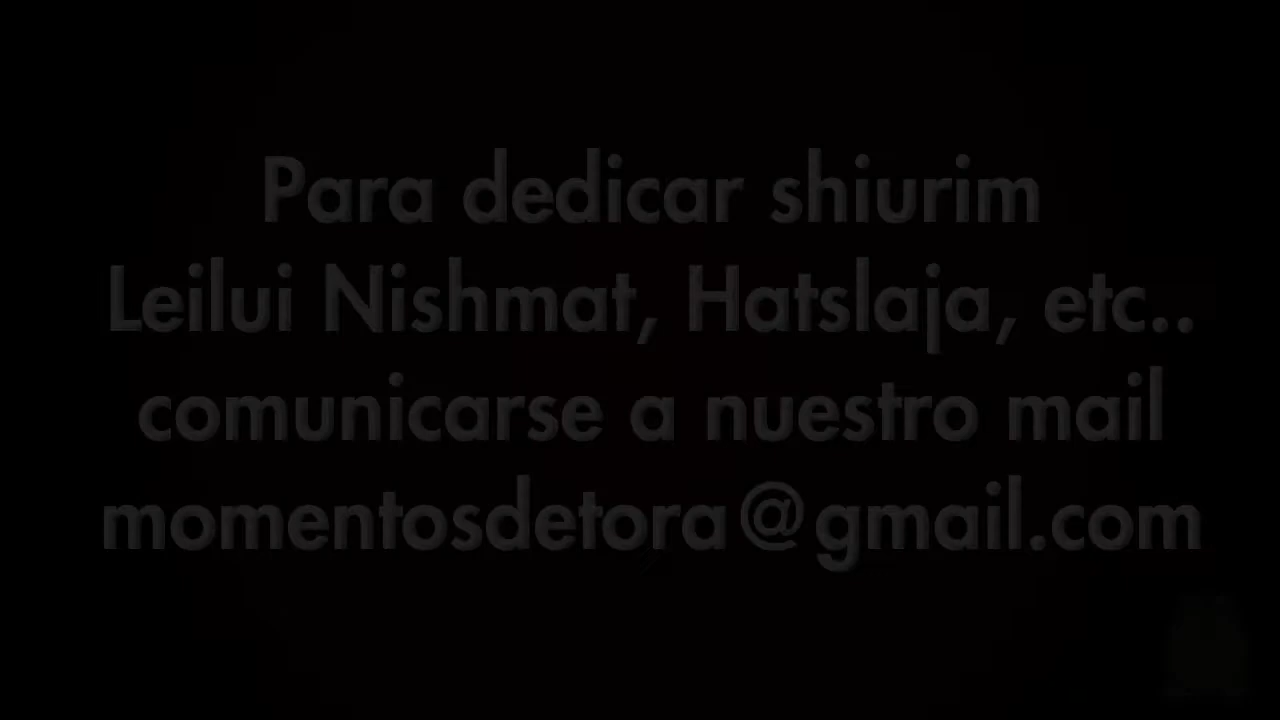 Para dedicar shiurim
Leilui Nishmat, Hatslaja, etc..
comunicarse a nuestro mail
momentosdetora@gmail.com